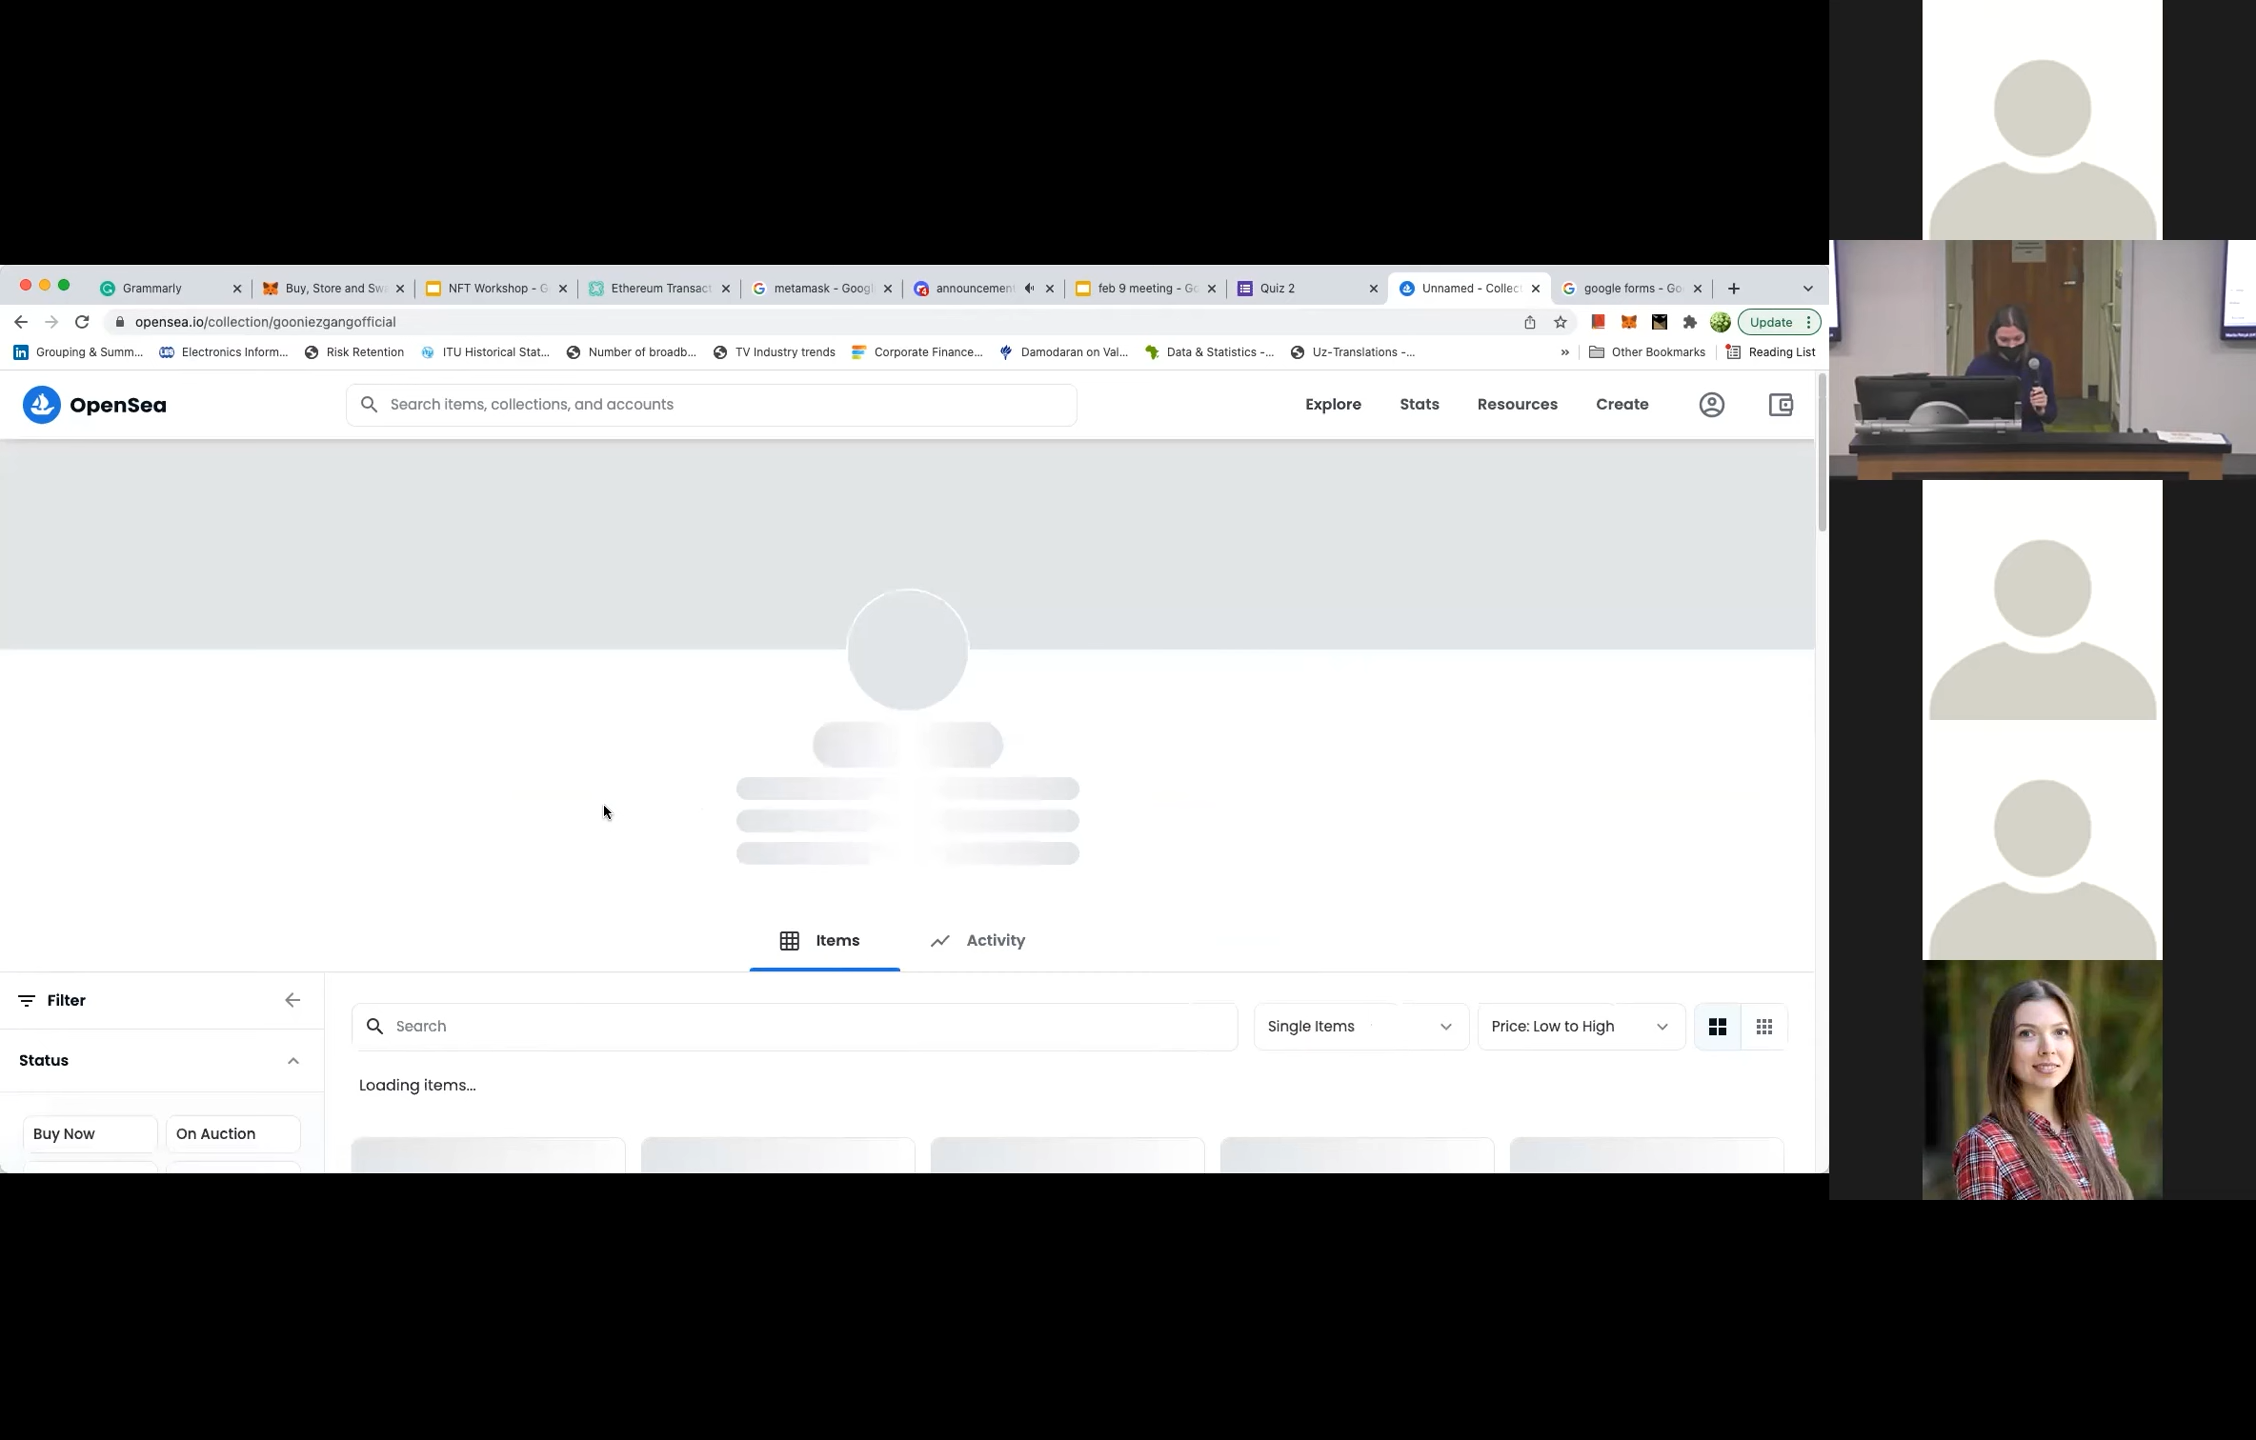 Grammarly
Buy, Store and Sw
NFT Workshop - G
Ethereum Transact
metamask - Googl
announcement
feb 9 meeting - Go
Quiz 2
Unnamed - Collec
google forms - Go
opensea.io/collection/gooniezgangofficial
Update
Grouping & Summ...
Electronics Inform...
Risk Retention
ITU Historical Stat...
Number of broadb...
TV Industry trends
Corporate Finance...
Damodaran on Val...
Data & Statistics -...
Uz-Translations -...
»
Other Bookmarks
Reading List
OpenSea
Search items, collections, and accounts
Explore
Stats
Resources
Create
Items
Activity
Filter
Search
Single Items
Price: Low to High
Status
Loading items...
Buy Now
On Auction